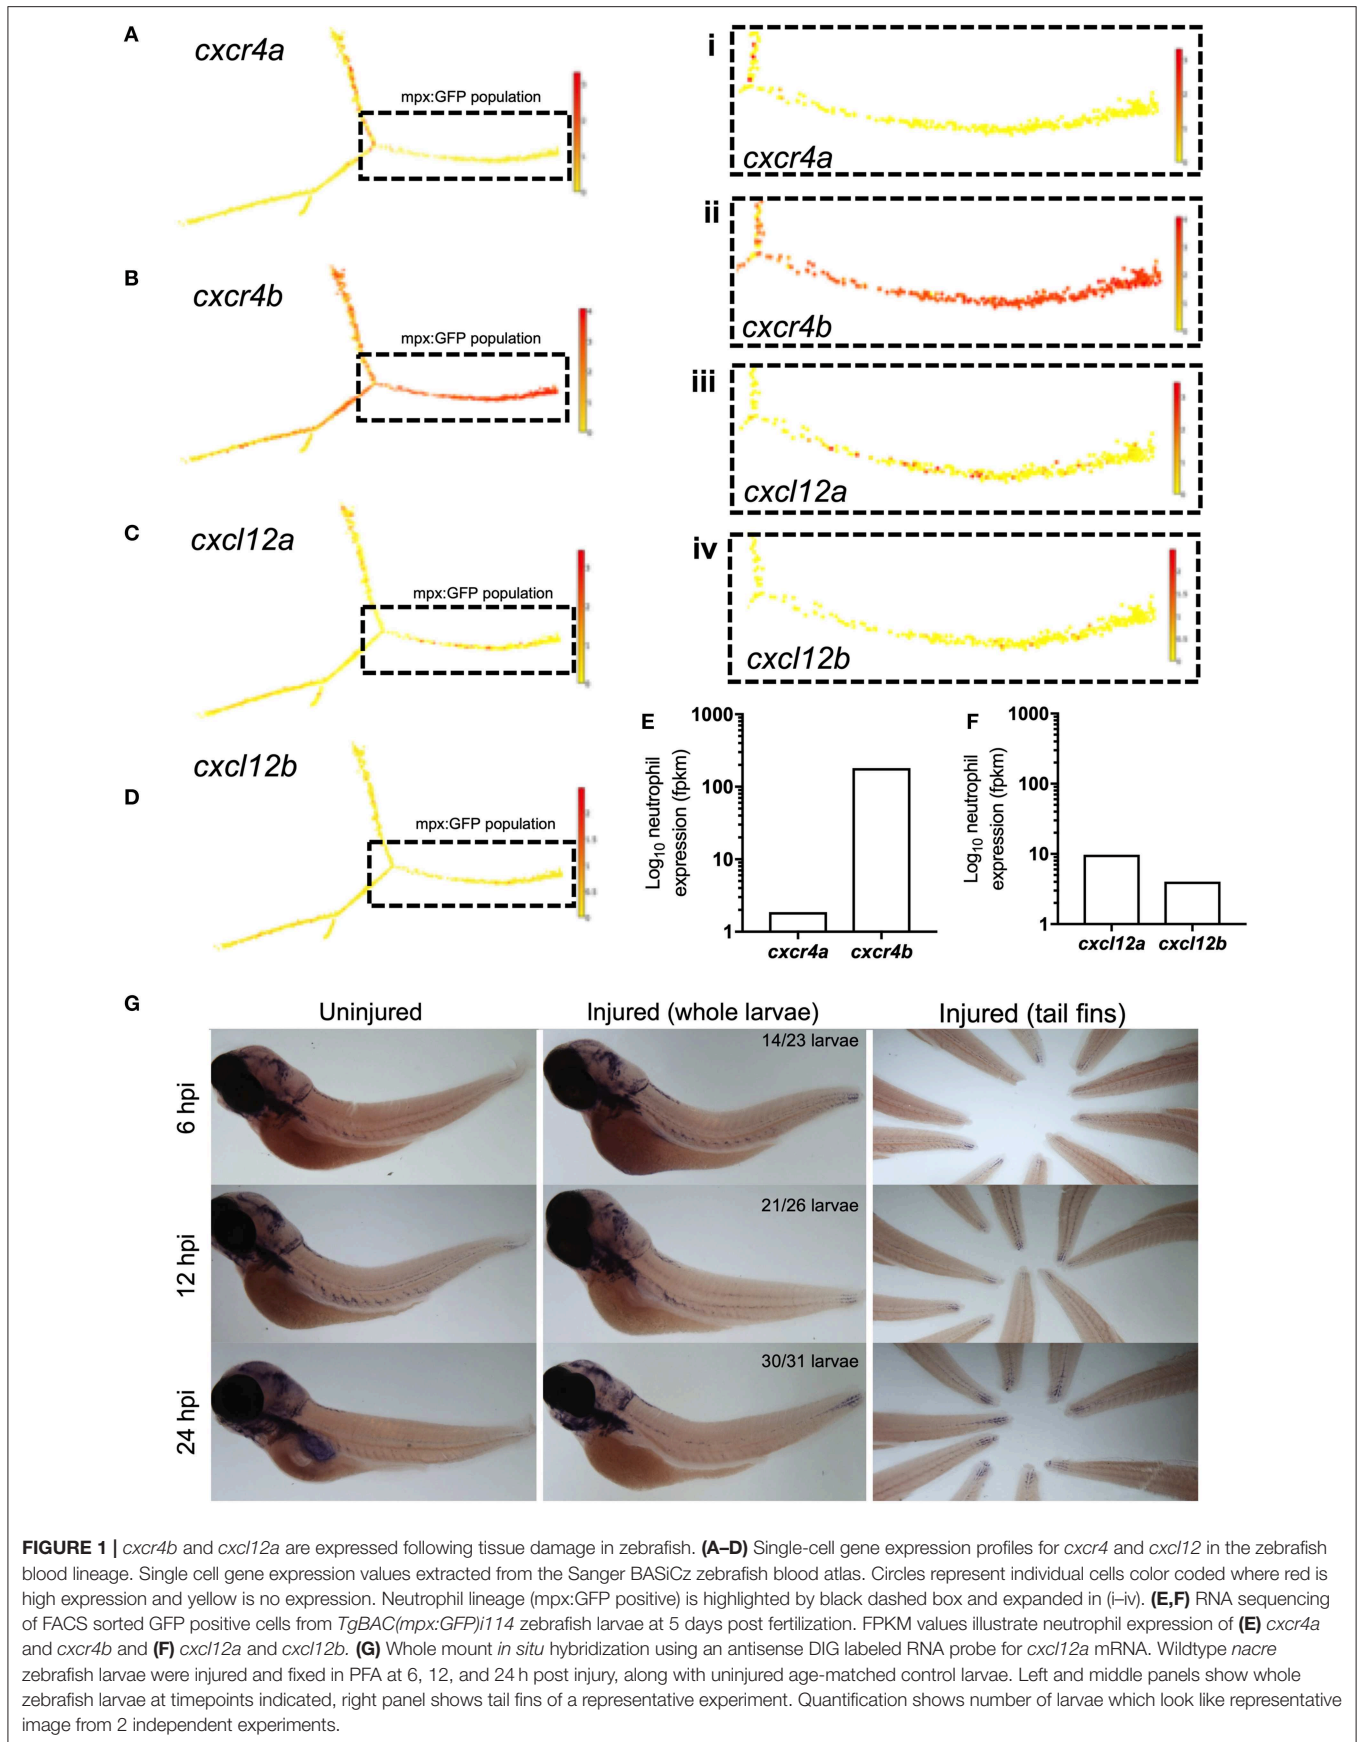 A
cxcr4a
mpx:GFP population
i
cxcr4a
ii
cxcr4b
B
cxcr4b
mpx:GFP population
iii
cxcl12a
C
cxcl12a
mpx:GFP population
iv
cxcl12b
D
cxcl12b
mpx:GFP population
E
Log10 neutrophil
expression (fpkm)
1000
100
10
1
cxcr4a cxcr4b
F
Log10 neutrophil
expression (fpkm)
1000
100
10
1
cxcl12a cxcl12b
G
Uninjured Injured (whole larvae) Injured (tail fins)
6 hpi
14/23 larvae
12 hpi
21/26 larvae
24 hpi
30/31 larvae
FIGURE 1 | cxcr4b and cxcl12a are expressed following tissue damage in zebrafish. (A–D) Single-cell gene expression profiles for cxcr4 and cxcl12 in the zebrafish
blood lineage. Single cell gene expression values extracted from the Sanger BASiCz zebrafish blood atlas. Circles represent individual cells color coded where red is
high expression and yellow is no expression. Neutrophil lineage (mpx:GFP positive) is highlighted by black dashed box and expanded in (i–iv). (E,F) RNA sequencing
of FACS sorted GFP positive cells from TgBAC(mpx:GFP)i114 zebrafish larvae at 5 days post fertilization. FPKM values illustrate neutrophil expression of (E) cxcr4a
and cxcr4b and (F) cxcl12a and cxcl12b. (G) Whole mount in situ hybridization using an antisense DIG labeled RNA probe for cxcl12a mRNA. Wildtype nacre
zebrafish larvae were injured and fixed in PFA at 6, 12, and 24 h post injury, along with uninjured age-matched control larvae. Left and middle panels show whole
zebrafish larvae at timepoints indicated, right panel shows tail fins of a representative experiment. Quantification shows number of larvae which look like representative
image from 2 independent experiments.